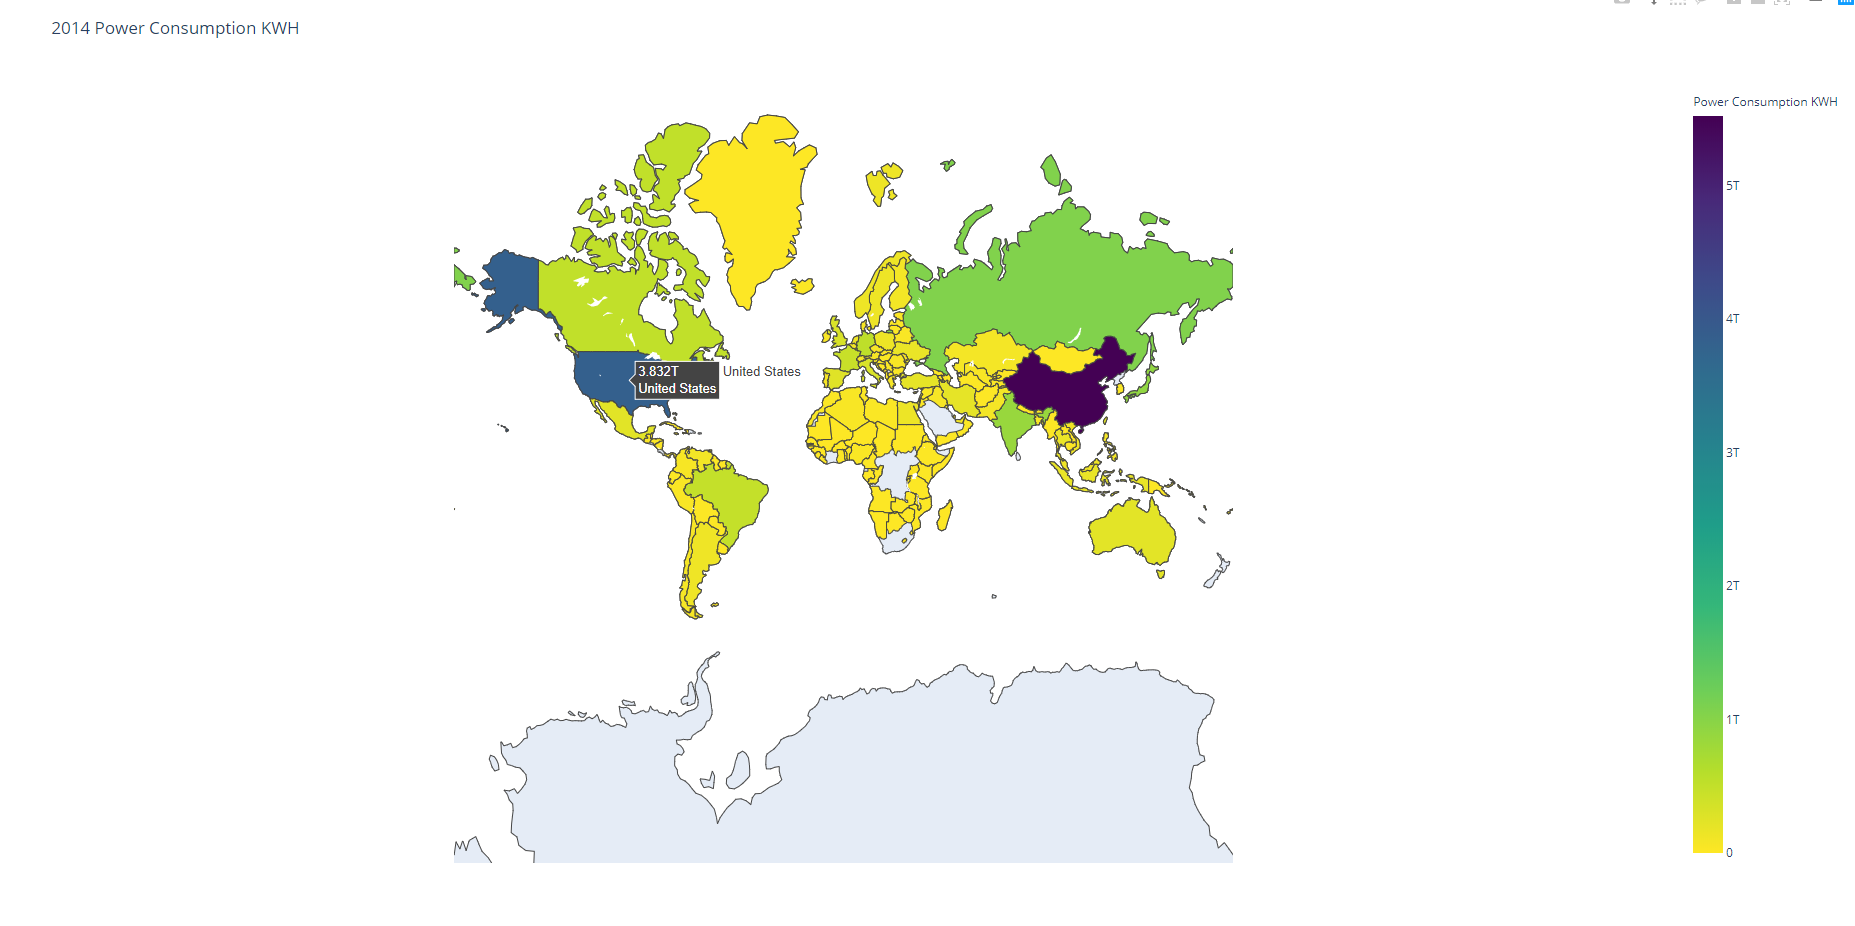 2014 Power Consumption KWH
Power Consumption KWH
5T
4T
3T
2T
1T
0
3.832T
United States
United States